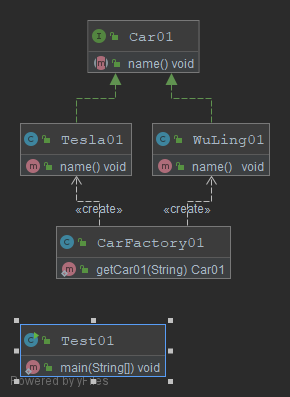 Car01
name() void
Tesla01
name() void
WuLing01
name() void
«create»
«create»
CarFactory01
getCar01(String) Car01
Test01
main(String[]) void
Powered by yFiles